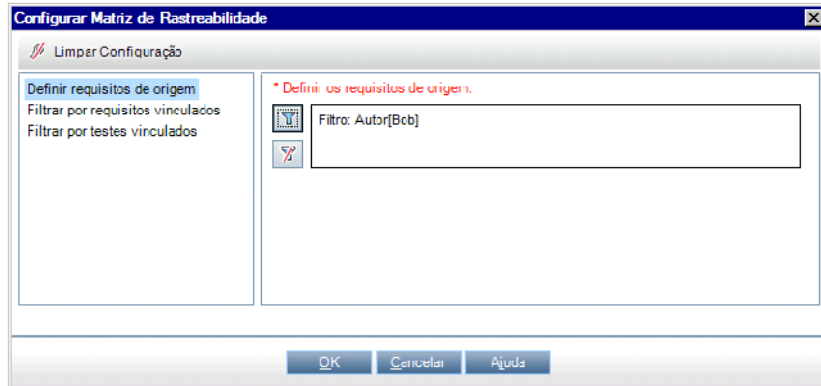 Configurar Matriz de Rastreabilidade
Limpar Configuração
Definir requisitos de origem
Filtrar por requisitos vinculados
Filtrar por testes vinculados
* Definir os requisitos de origem.
Filtro: Autor[Bob]
OK
Cancelar
Ajuda